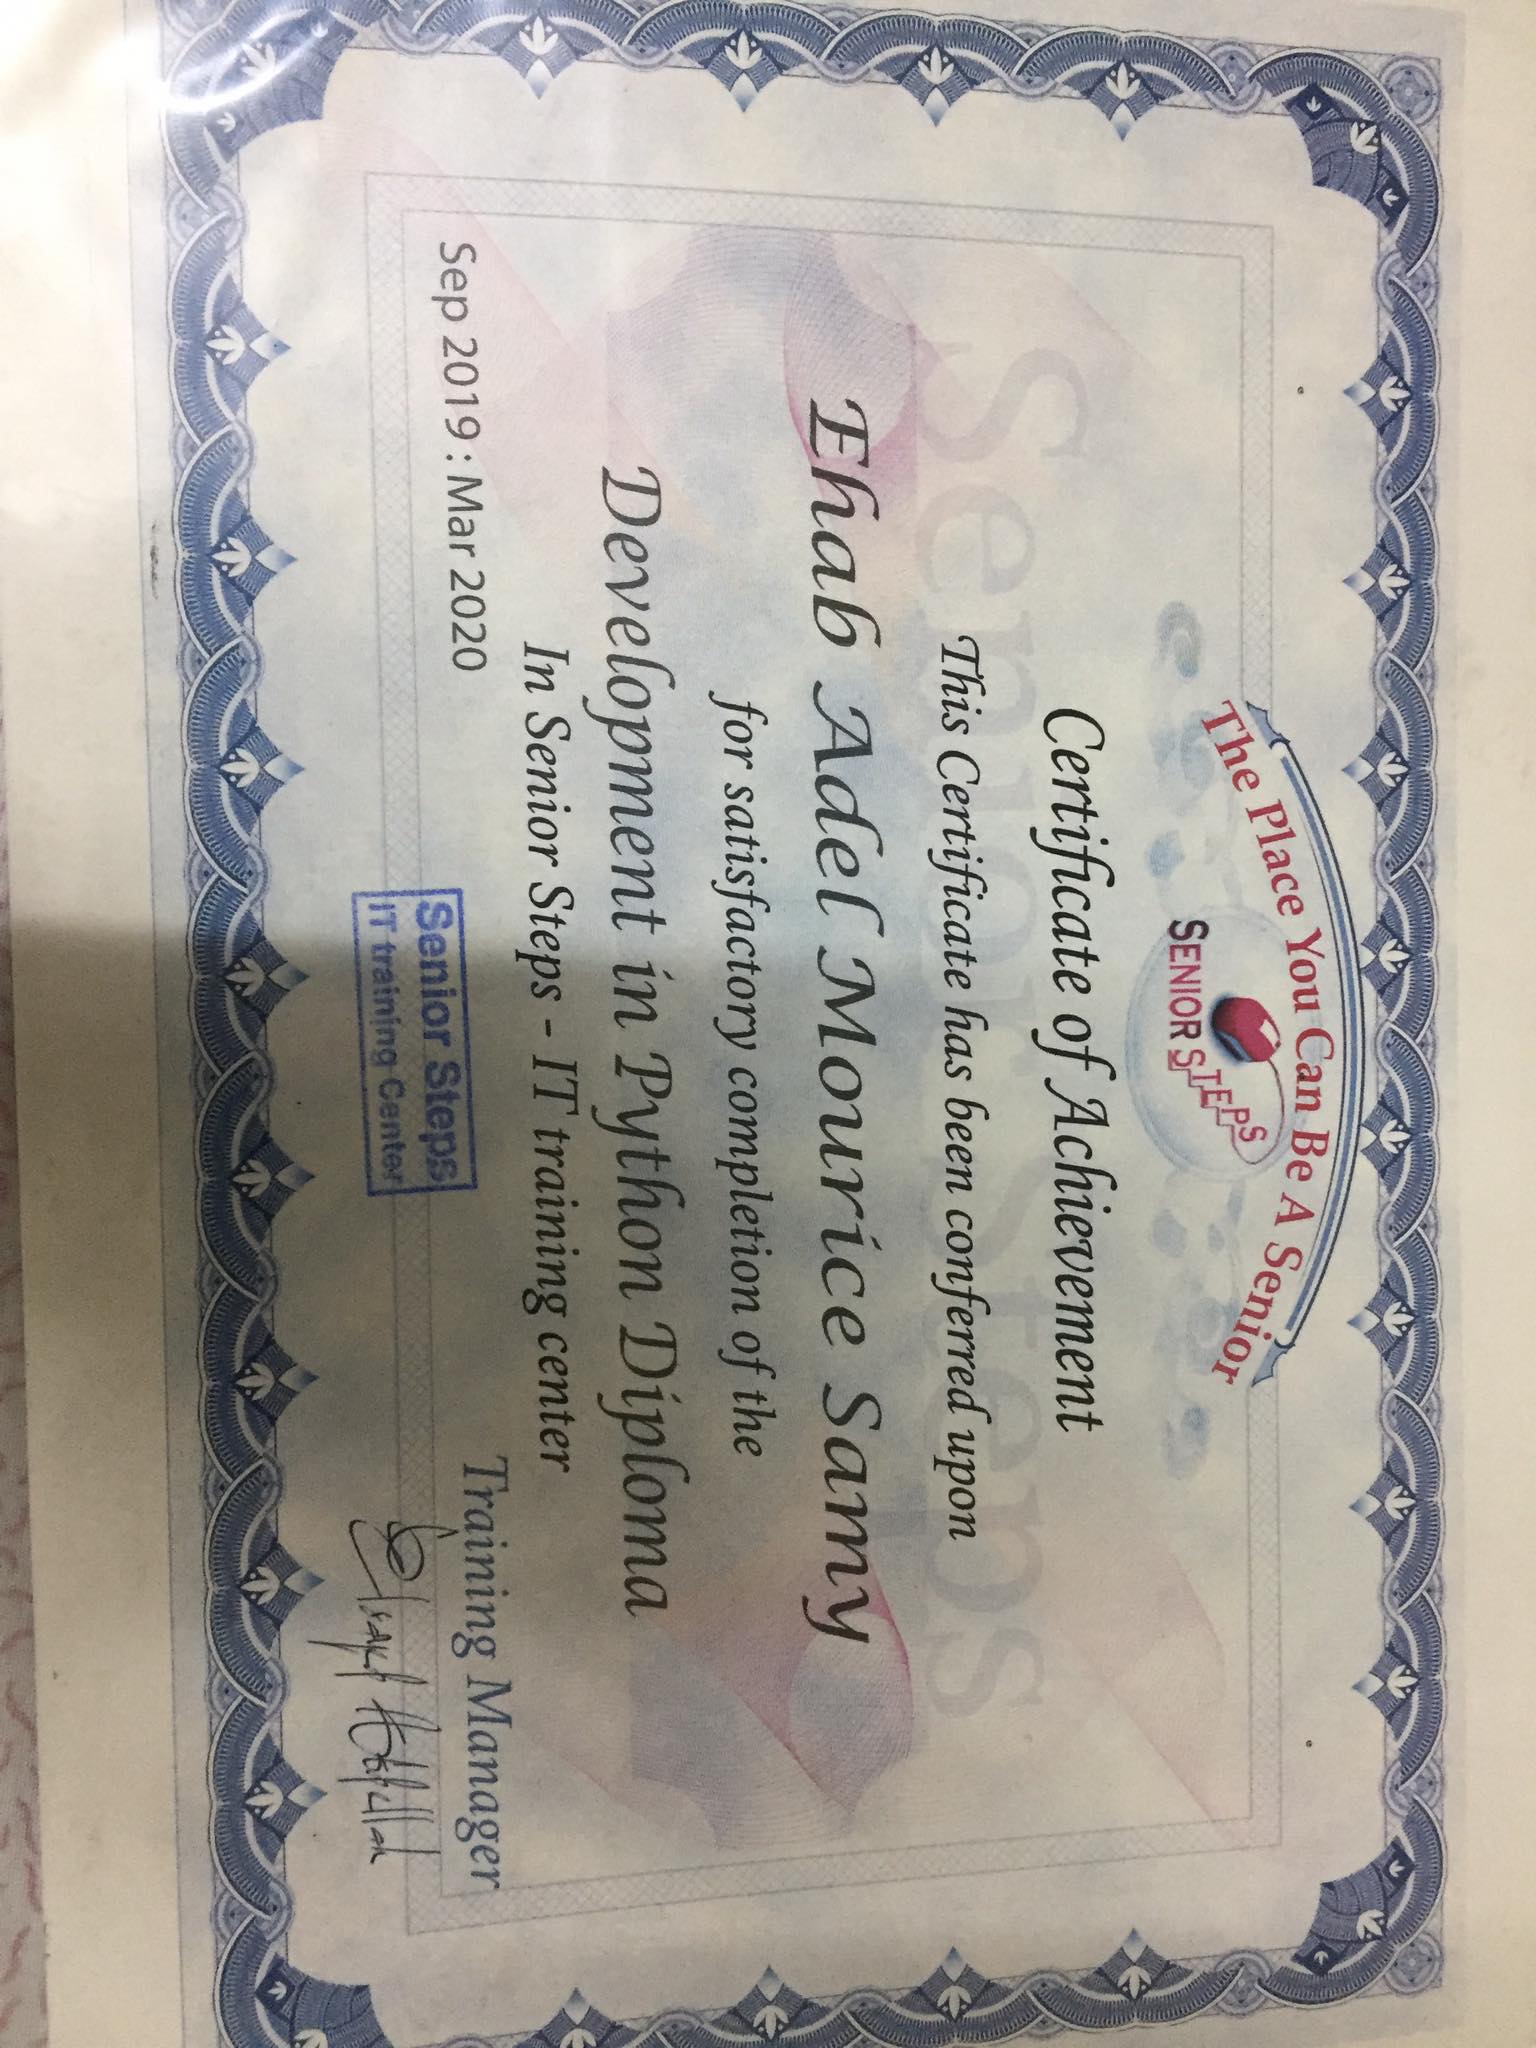 The Place You Can Be A Senior
SENIOR STEPS
Certificate of Achievement
This Certificate has been conferred upon
Ehab Adel Mourice Samy
for satisfactory completion of the
Development in Python Diploma
In Senior Steps - IT training center
Sep 2019 : Mar 2020
Training Manager
Senior Steps
IT training Center
Elsayed Abdullah
Senior Steps